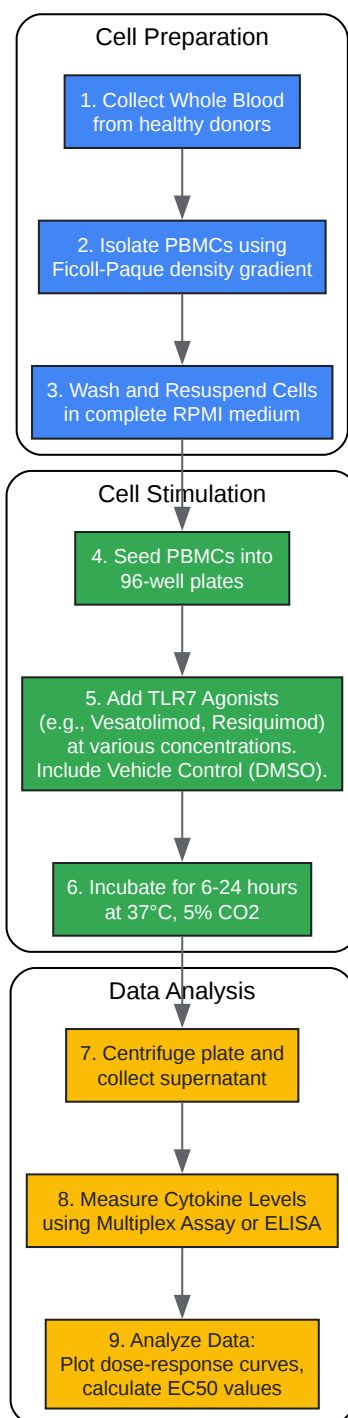 Cell Preparation
1. Collect Whole Blood
from healthy donors
2. Isolate PBMCs using
Ficoll-Paque density gradient
3. Wash and Resuspend Cells
in complete RPMI medium
Cell Stimulation
4. Seed PBMCs into
96-well plates
5. Add TLR7 Agonists
(e.g., Vesatolimod, Resiquimod)
at various concentrations.
Include Vehicle Control (DMSO).
6. Incubate for 6-24 hours
at 37°C, 5% CO2
Data Analysis
7. Centrifuge plate and
collect supernatant
8. Measure Cytokine Levels
using Multiplex Assay or ELISA
9. Analyze Data:
Plot dose-response curves,
calculate EC50 values